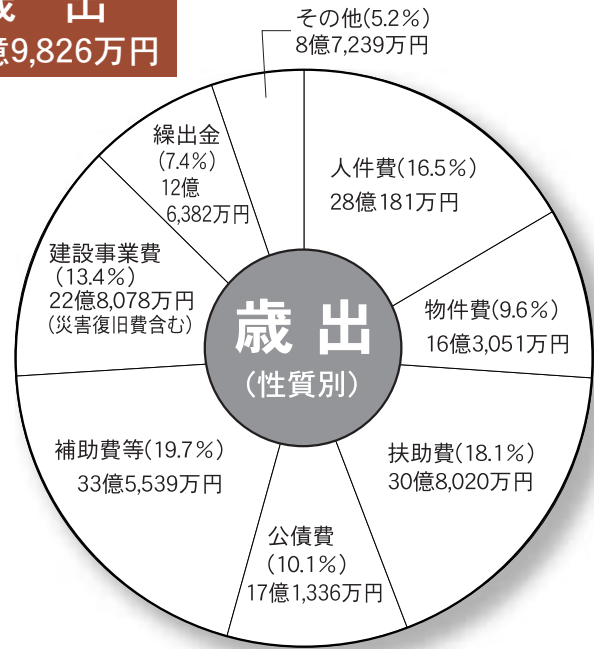 歳 出
億9,826万円
その他(5.2%)
8億7,239万円
人件費(16.5%)
28億181万円
物件費(9.6%)
16億3,051万円
扶助費(18.1%)
30億8,020万円
公債費
(10.1%)
17億1,336万円
補助費等(19.7%)
33億5,539万円
建設事業費
(13.4%)
22億8,078万円
(災害復旧費含む)
繰出金
(7.4%)
12億
6,382万円
歳 出
(性質別)